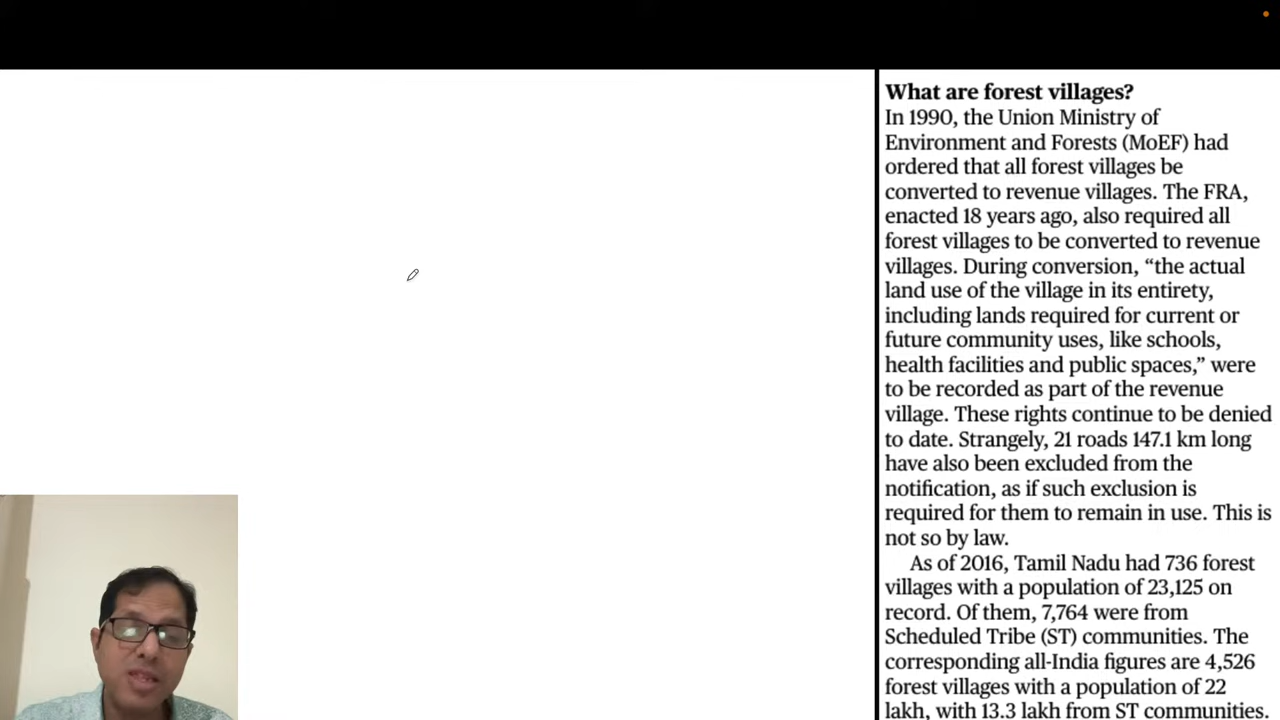 What are forest villages?
In 1990, the Union Ministry of
Environment and Forests (MoEF) had
ordered that all forest villages be
converted to revenue villages. The FRA,
enacted 18 years ago, also required all
forest villages to be converted to revenue
villages. During conversion, “the actual
land use of the village in its entirety,
including lands required for current or
future community uses, like schools,
health facilities and public spaces,” were
to be recorded as part of the revenue
village. These rights continue to be denied
to date. Strangely, 21 roads 147.1 km long
have also been excluded from the
notification, as if such exclusion is
required for them to remain in use. This is
not so by law.
As of 2016, Tamil Nadu had 736 forest
villages with a population of 23,125 on
record. Of them, 7,764 were from
Scheduled Tribe (ST) communities. The
corresponding all-India figures are 4,526
forest villages with a population of 22
lakh, with 13.3 lakh from ST communities.